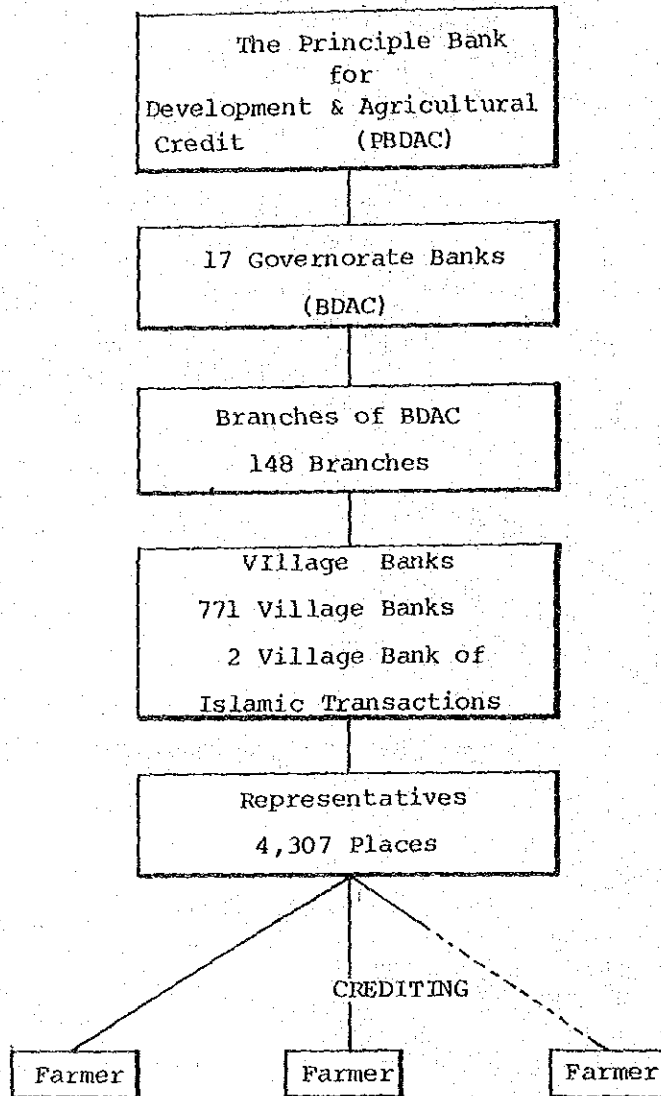 The Principle Bank
for
Development & Agricultural
Credit (PBDAC)
17 Governorate Banks
(BDAC)
Branches of BDAC
148 Branches
VIllage Banks
771 Village Banks
2 Village Bank of
Islamic Transactions
Representatives
4,307 Places
CREDITING
Farmer Farmer Farmer